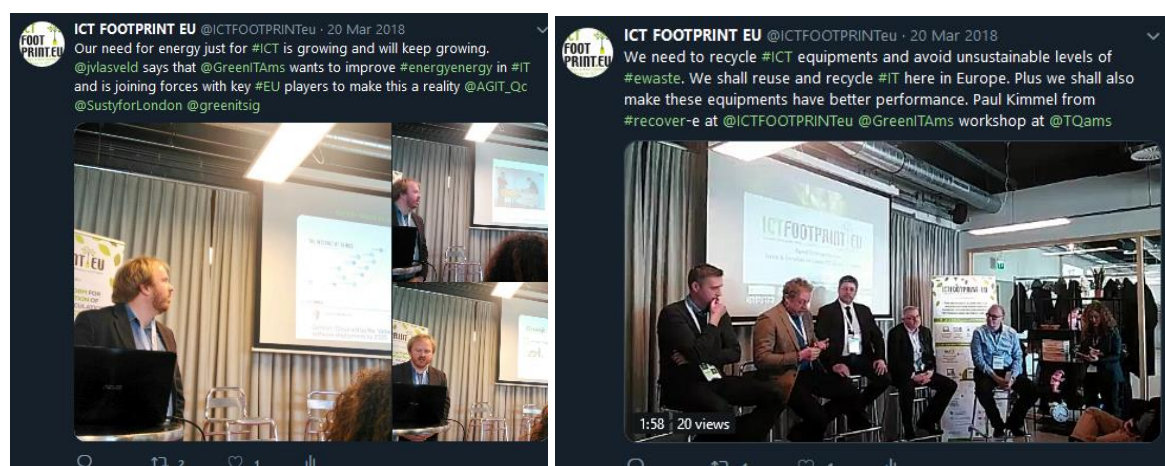 ICT FOOTPRINT EU @ICTFOOTPRINTeu · 20 Mar 2018
Our need for energy just for #ICT is growing and will keep growing.
@jvlasveld says that @GreenITAms wants to improve #energyenergy in #IT
and is joining forces with key #EU players to make this a reality @AGIT_Qc
@SustyforLondon @greenitsig
ICT FOOTPRINT EU @ICTFOOTPRINTeu · 20 Mar 2018
We need to recycle #ICT equipments and avoid unsustainable levels of
#ewaste. We shall reuse and recycle #IT here in Europe. Plus we shall also
make these equipments have better performance. Paul Kimmel from
#recover-e at @ICTFOOTPRINTeu @GreenITAms workshop at @TQams
FOOT
PRINT.EU
FOOT
PRINT.EU
ICTFOOTPRINT EU
ICTFOOTPRINT EU
1:58 20 views